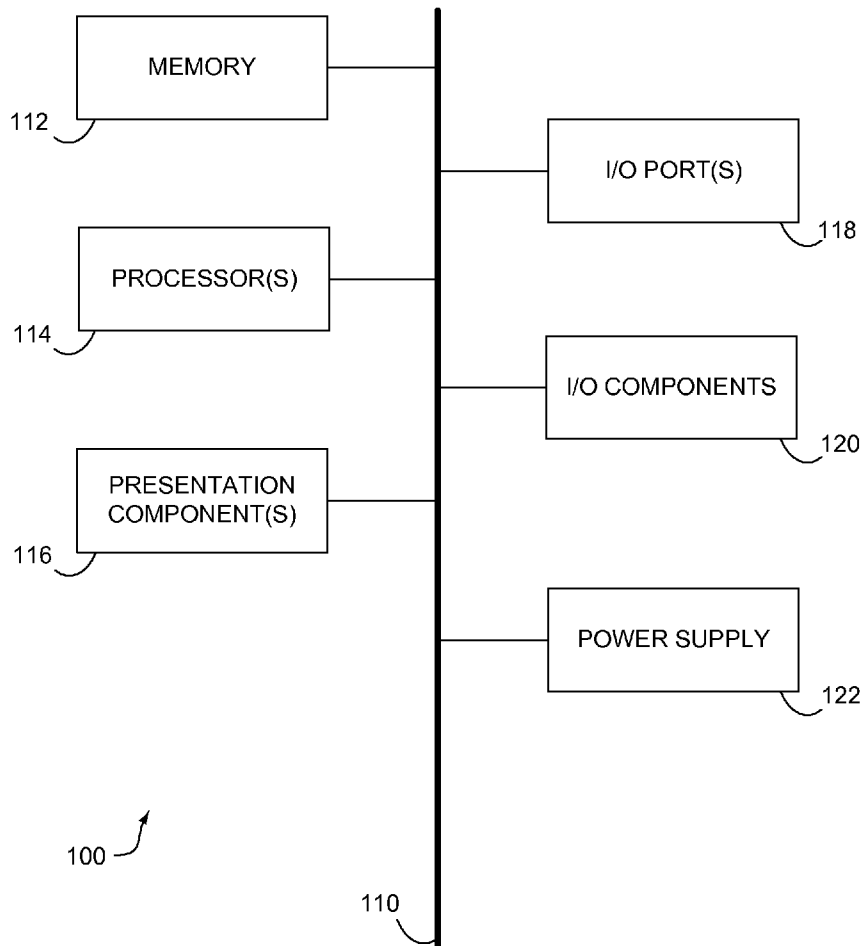 MEMORY
112
I/O PORT(S)
118
PROCESSOR(S)
114
I/O COMPONENTS
120
PRESENTATION
COMPONENT(S)
116
POWER SUPPLY
122
100
110